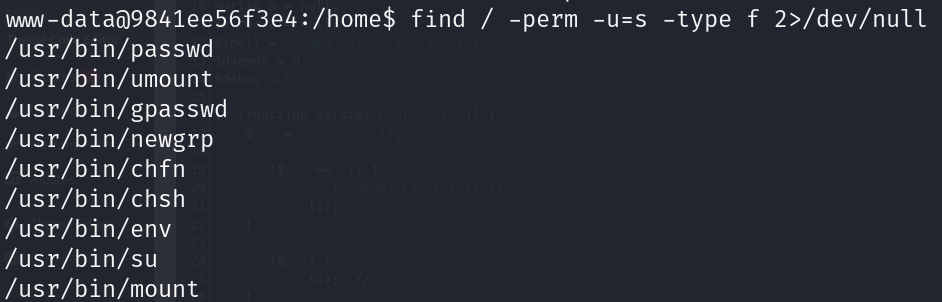 www-data@9841ee56f3e4:/home$ find / -perm -u=s -type f 2>/dev/null
/usr/bin/passwd
/usr/bin/umount
/usr/bin/gpasswd
/usr/bin/newgrp
/usr/bin/chfn
/usr/bin/chsh
/usr/bin/env
/usr/bin/su
/usr/bin/mount